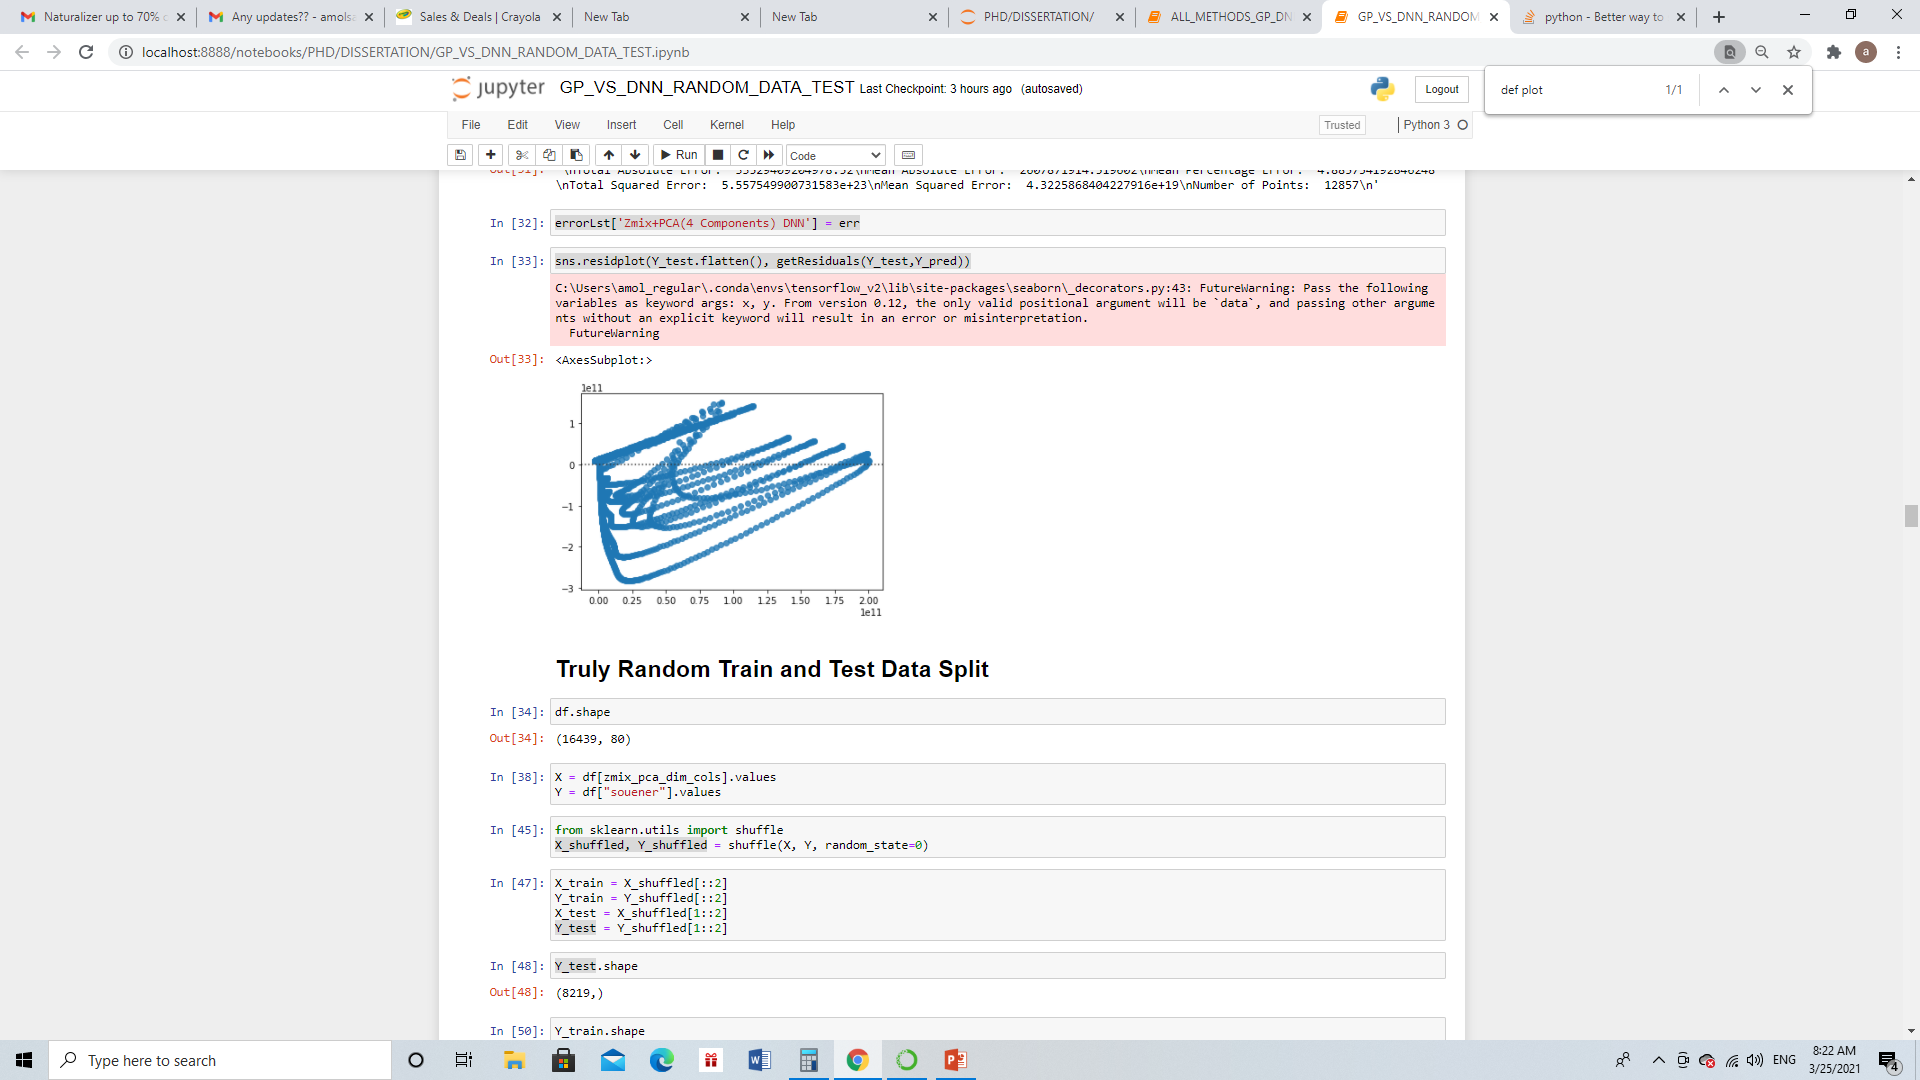 Naturalizer up to 70%
Any updates?? - amolsa
Sales & Deals | Crayola
New Tab
New Tab
PHD/DISSERTATION/
ALL_METHODS_GP_DN
GP_VS_DNN_RANDOM
python - Better way to
localhost:8888/notebooks/PHD/DISSERTATION/GP_VS_DNN_RANDOM_DATA_TEST.ipynb
a
def plot 1/1
jupyter GP_VS_DNN_RANDOM_DATA_TEST Last Checkpoint: 3 hours ago (autosaved)
Logout
File Edit View Insert Cell Kernel Help
Trusted Python 3
Run Code
\nTotal Squared Error: 5.557549900731583e+23\nMean Squared Error: 4.3225868404227916e+19\nNumber of Points: 12857\n'
In [32]: errorLst['Zmix+PCA(4 Components) DNN'] = err
In [33]: sns.residplot(Y_test.flatten(), getResiduals(Y_test,Y_pred))
C:\Users\amol_regular\.conda\envs\tensorflow_v2\lib\site-packages\seaborn\_decorators.py:43: FutureWarning: Pass the following
variables as keyword args: x, y. From version 0.12, the only valid positional argument will be `data`, and passing other argume
nts without an explicit keyword will result in an error or misinterpretation.
FutureWarning
Out[33]: <AxesSubplot:>
1e11
1
0
−1
−2
−3
0.00 0.25 0.50 0.75 1.00 1.25 1.50 1.75 2.00
1e11
Truly Random Train and Test Data Split
In [34]: df.shape
Out[34]: (16439, 80)
In [38]: X = df[zmix_pca_dim_cols].values
Y = df["souener"].values
In [45]: from sklearn.utils import shuffle
X_shuffled, Y_shuffled = shuffle(X, Y, random_state=0)
In [47]: X_train = X_shuffled[::2]
Y_train = Y_shuffled[::2]
X_test = X_shuffled[1::2]
Y_test = Y_shuffled[1::2]
In [48]: Y_test.shape
Out[48]: (8219,)
In [50]: Y_train.shape
Type here to search
ENG
8:22 AM
3/25/2021
4